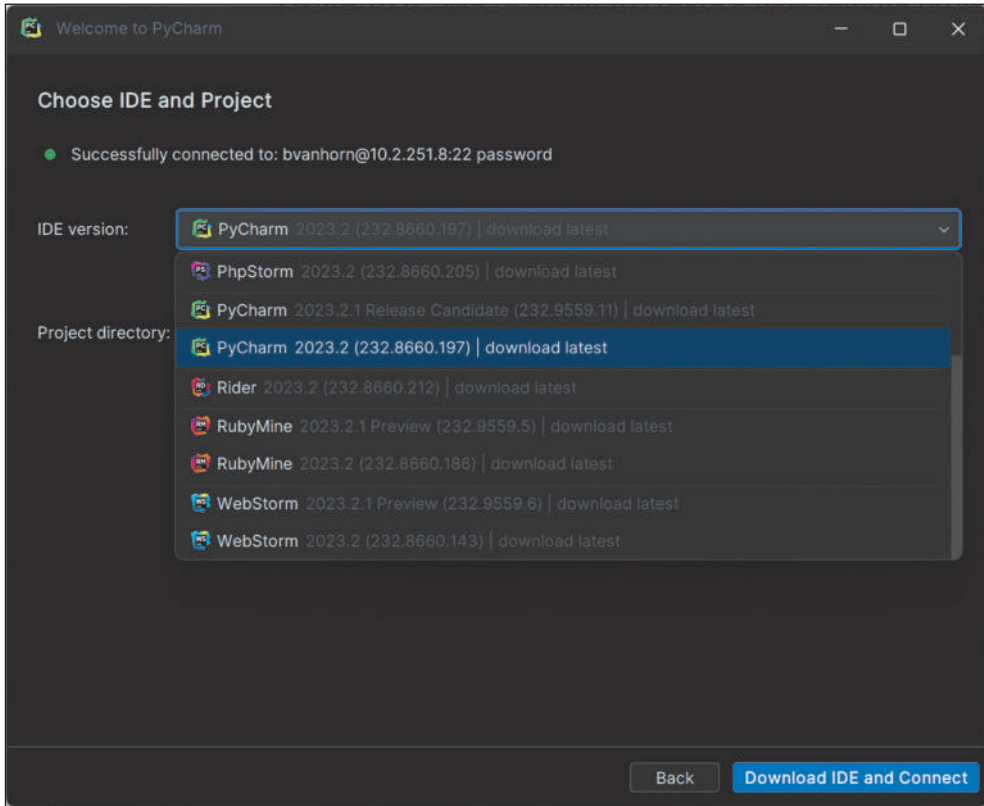 Welcome to PyCharm
Choose IDE and Project
Successfully connected to: bvanhorn@10.2.251.8:22 password
IDE version: PyCharm 2023.2 (232.8660.197) | download latest
PhpStorm 2023.2 (232.8660.205) | download latest
PyCharm 2023.2.1 Release Candidate (232.9559.11) | download latest
Project directory:
PyCharm 2023.2 (232.8660.197) | download latest
Rider 2023.2 (232.8660.212) | download latest
RubyMine 2023.2.1 Preview (232.9559.5) | download latest
RubyMine 2023.2 (232.8660.186) | download latest
WebStorm 2023.2.1 Preview (232.9559.6) | download latest
WebStorm 2023.2 (232.8660.143) | download latest
Back Download IDE and Connect